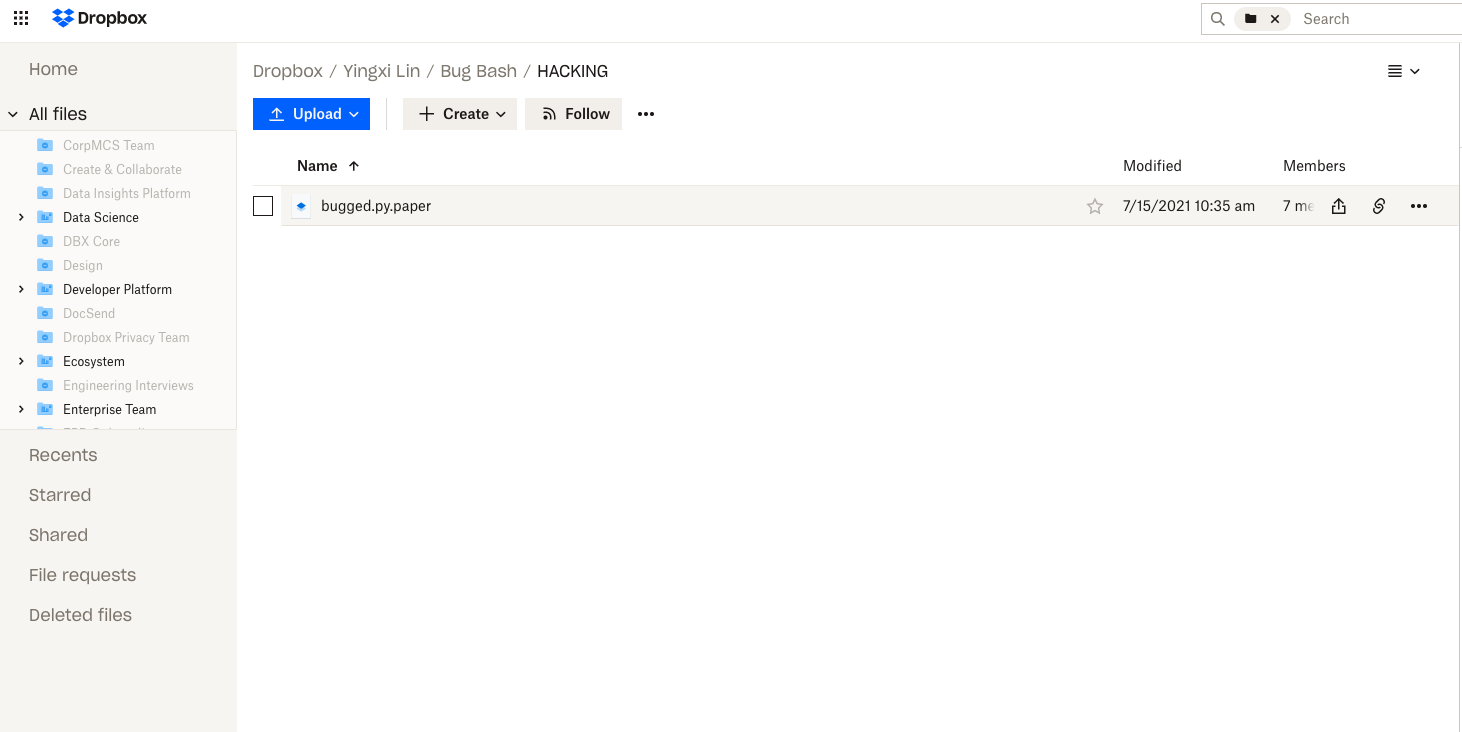 Dropbox
Search
Home
All files
CorpMCS Team
Create & Collaborate
Data Insights Platform
Data Science
DBX Core
Design
Developer Platform
DocSend
Dropbox Privacy Team
Ecosystem
Engineering Interviews
Enterprise Team
Recents
Starred
Shared
File requests
Deleted files
Dropbox / Yingxi Lin / Bug Bash / HACKING
Upload Create Follow
Name Modified Members
bugged.py.paper 7/15/2021 10:35 am 7